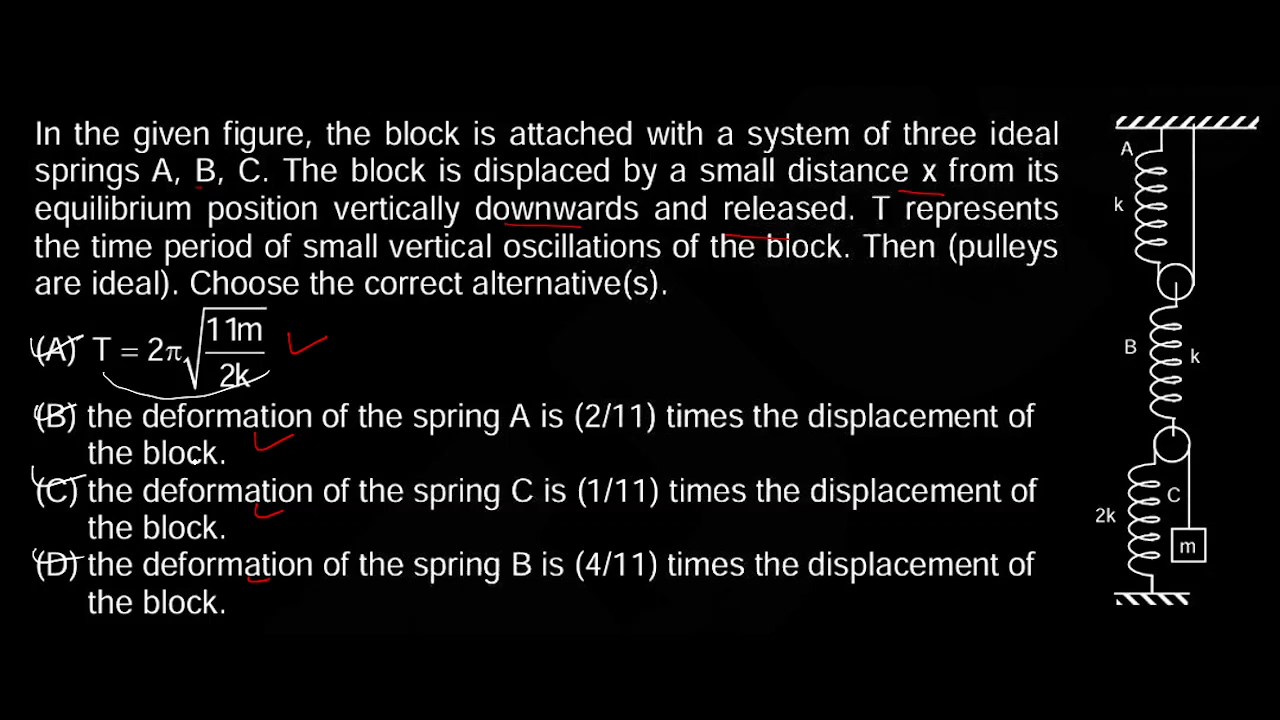 In the given figure, the block is attached with a system of three ideal
springs A, B, C. The block is displaced by a small distance x from its
equilibrium position vertically downwards and released. T represents
the time period of small vertical oscillations of the block. Then (pulleys
are ideal). Choose the correct alternative(s).
(A) T = 2π√(11m/2k)
(B) the deformation of the spring A is (2/11) times the displacement of
the block.
(C) the deformation of the spring C is (1/11) times the displacement of
the block.
(D) the deformation of the spring B is (4/11) times the displacement of
the block.
A
k
B
k
C
2k
m